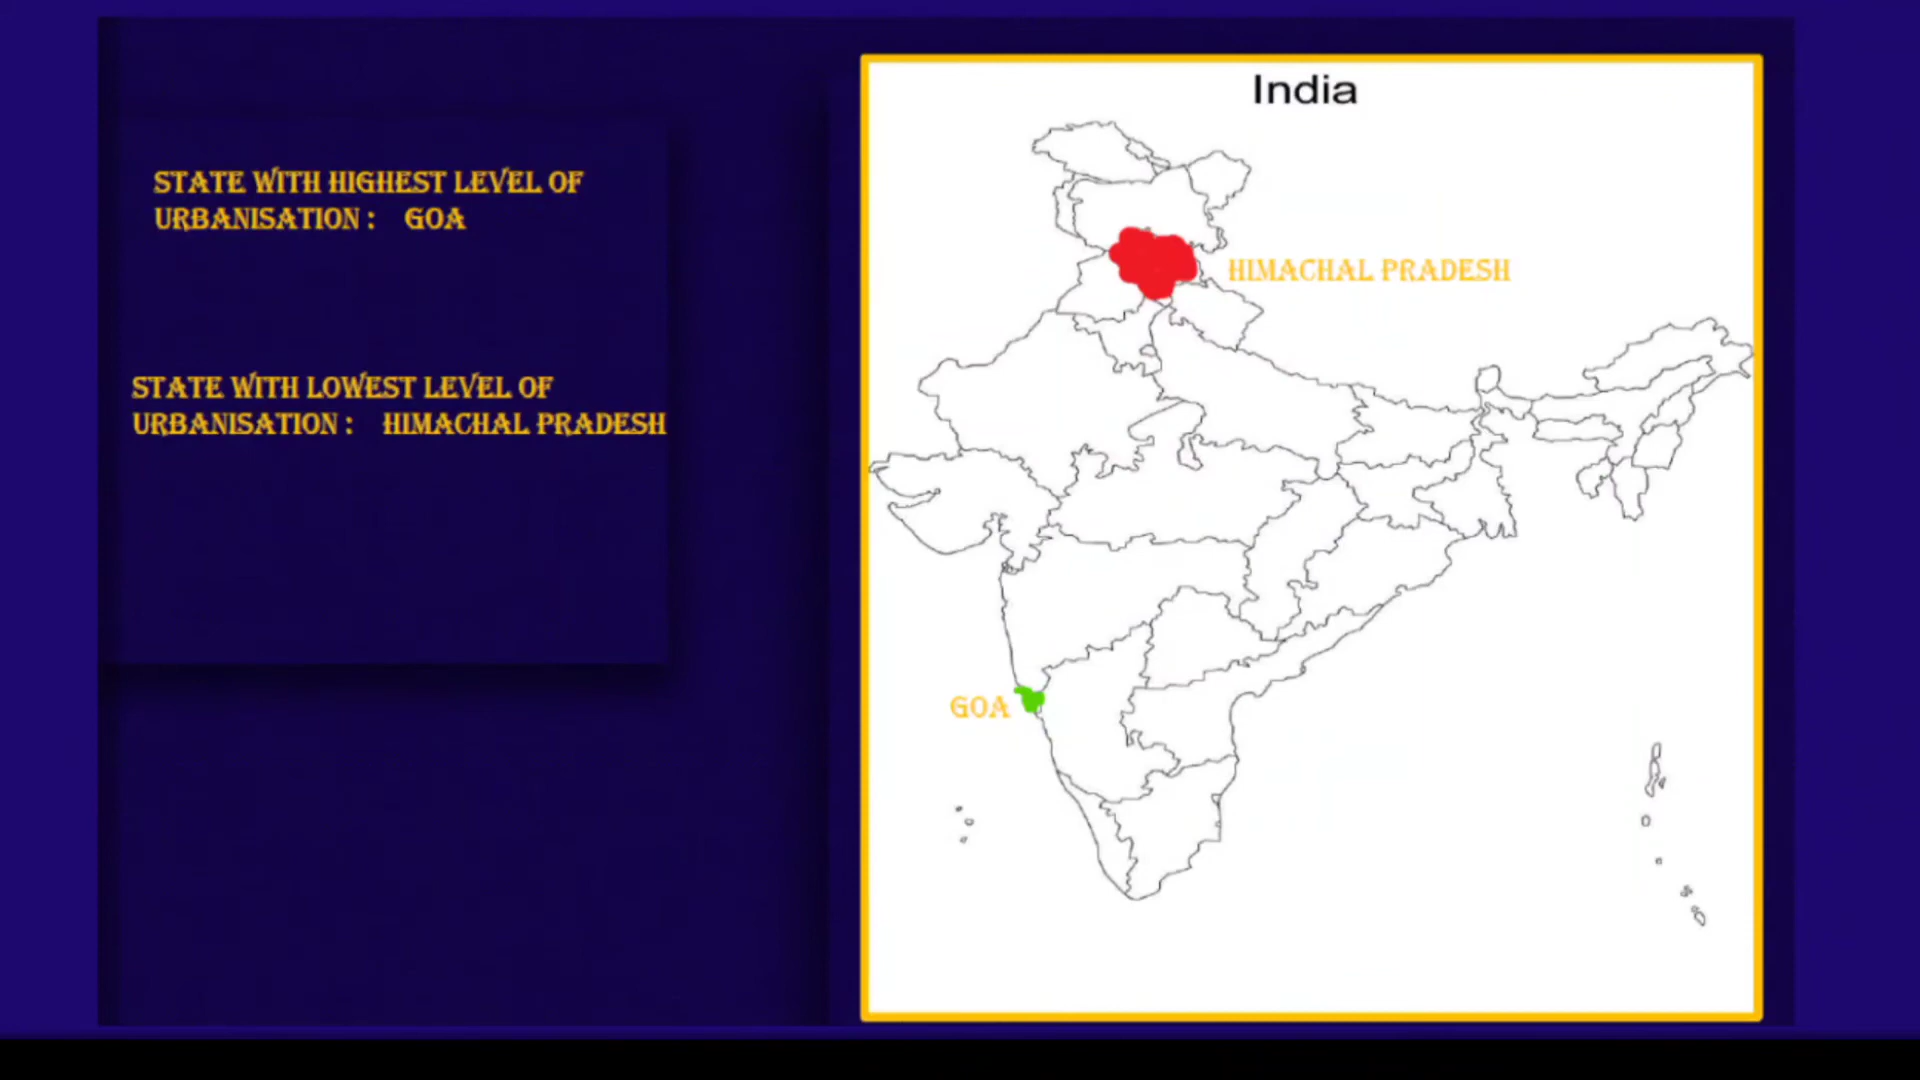 STATE WITH HIGHEST LEVEL OF
URBANISATION : GOA
STATE WITH LOWEST LEVEL OF
URBANISATION : HIMACHAL PRADESH
India
HIMACHAL PRADESH
GOA